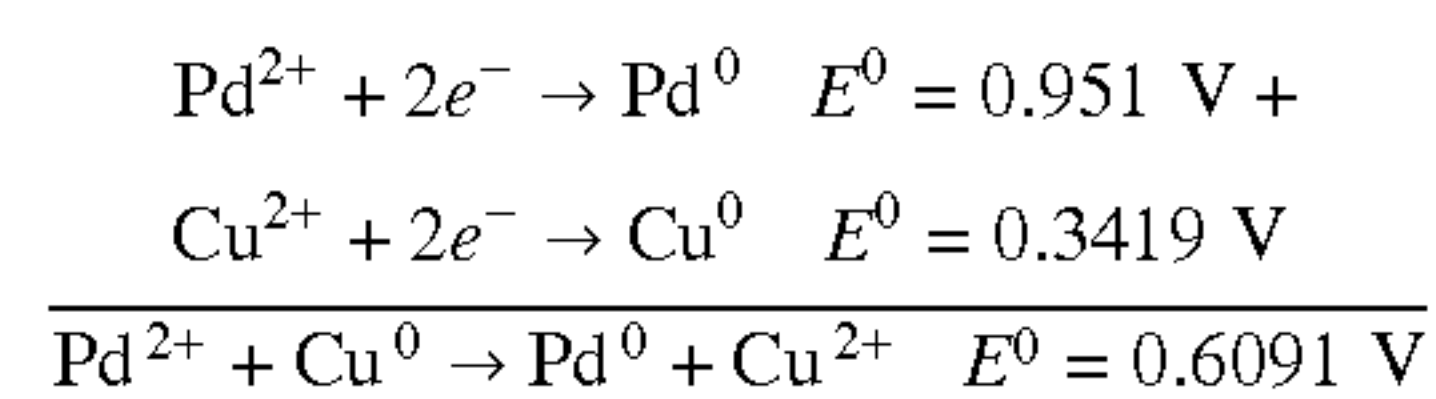 Pd²⁺ + 2e⁻ → Pd⁰ E⁰ = 0.951 V +
Cu²⁺ + 2e⁻ → Cu⁰ E⁰ = 0.3419 V
Pd²⁺ + Cu⁰ → Pd⁰ + Cu²⁺ E⁰ = 0.6091 V